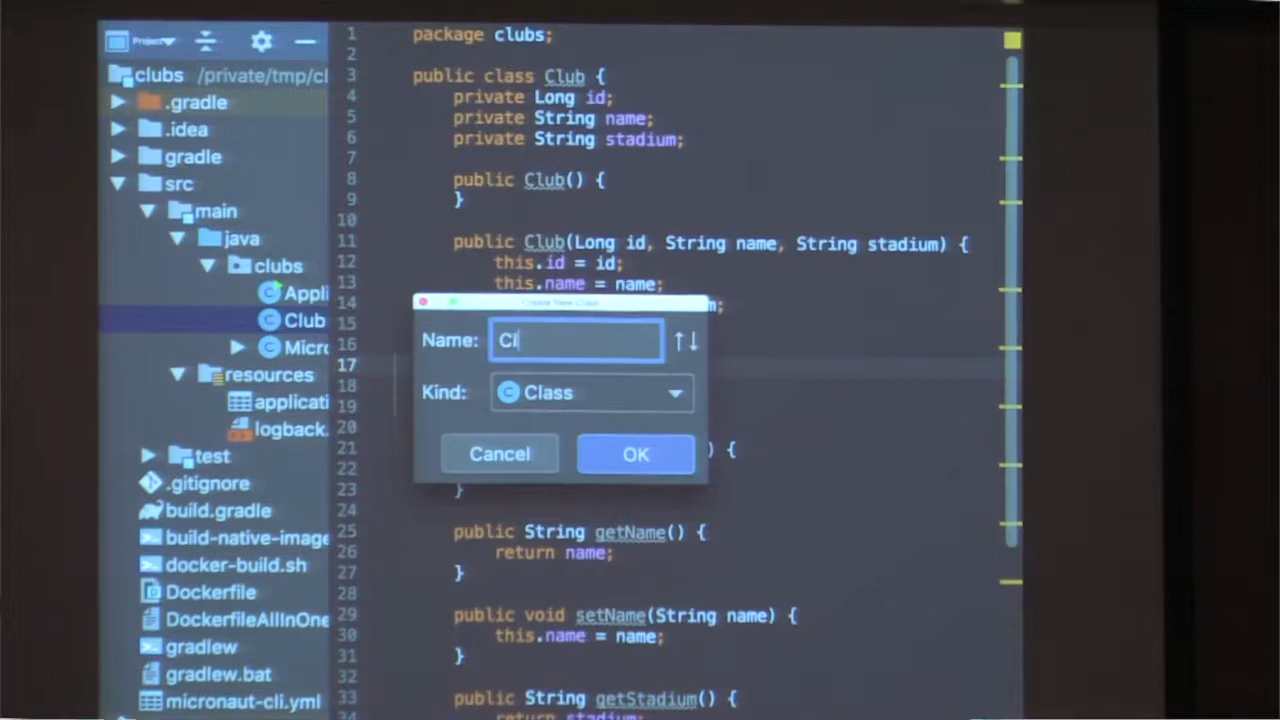 Project
clubs /private/tmp/cl
.gradle
.idea
gradle
src
main
java
clubs
Appli
Club
Micro
resources
applicati
logback.
test
.gitignore
build.gradle
build-native-image
docker-build.sh
Dockerfile
DockerfileAllInOne
gradlew
gradlew.bat
micronaut-cli.yml
1 package clubs;
2
3 public class Club {
4 private Long id;
5 private String name;
6 private String stadium;
7
8 public Club() {
9 }
10
11 public Club(Long id, String name, String stadium) {
12 this.id = id;
13 this.name = name;
14 m;
15
16
17
18
19
20
21 ) {
22
23 }
24
25 public String getName() {
26 return name;
27 }
28
29 public void setName(String name) {
30 this.name = name;
31 }
32
33 public String getStadium() {
34 return stadium;
Create New Class
Name: Cl
Kind: Class
Cancel OK